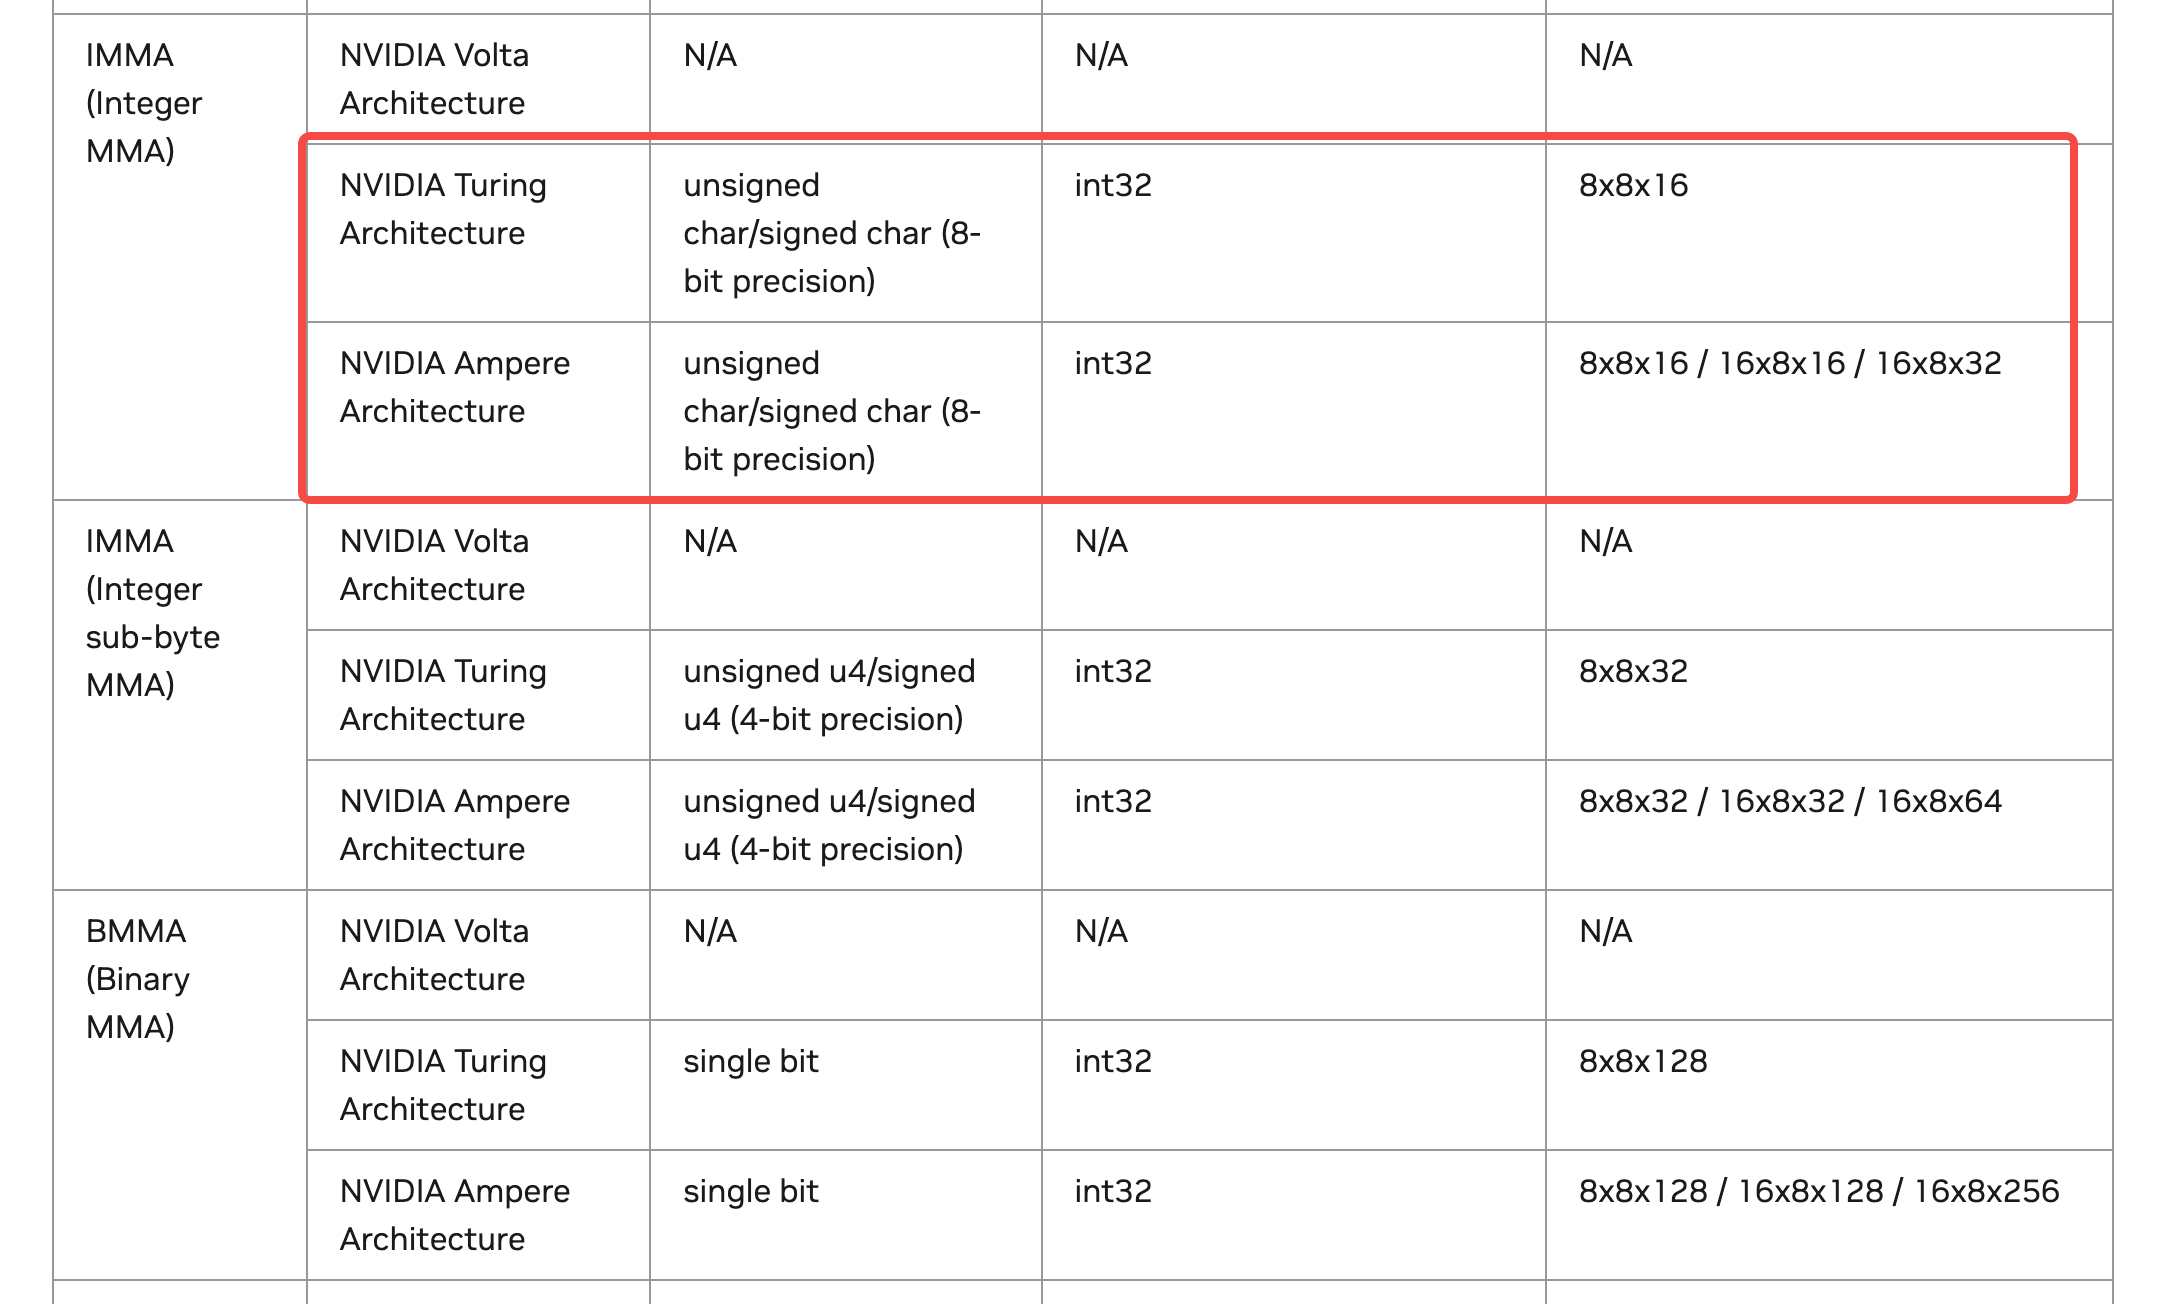 IMMA
(Integer
MMA)
NVIDIA Volta
Architecture
N/A
N/A
N/A
NVIDIA Turing
Architecture
unsigned
char/signed char (8-
bit precision)
int32
8x8x16
NVIDIA Ampere
Architecture
unsigned
char/signed char (8-
bit precision)
int32
8x8x16 / 16x8x16 / 16x8x32
IMMA
(Integer
sub-byte
MMA)
NVIDIA Volta
Architecture
N/A
N/A
N/A
NVIDIA Turing
Architecture
unsigned u4/signed
u4 (4-bit precision)
int32
8x8x32
NVIDIA Ampere
Architecture
unsigned u4/signed
u4 (4-bit precision)
int32
8x8x32 / 16x8x32 / 16x8x64
BMMA
(Binary
MMA)
NVIDIA Volta
Architecture
N/A
N/A
N/A
NVIDIA Turing
Architecture
single bit
int32
8x8x128
NVIDIA Ampere
Architecture
single bit
int32
8x8x128 / 16x8x128 / 16x8x256